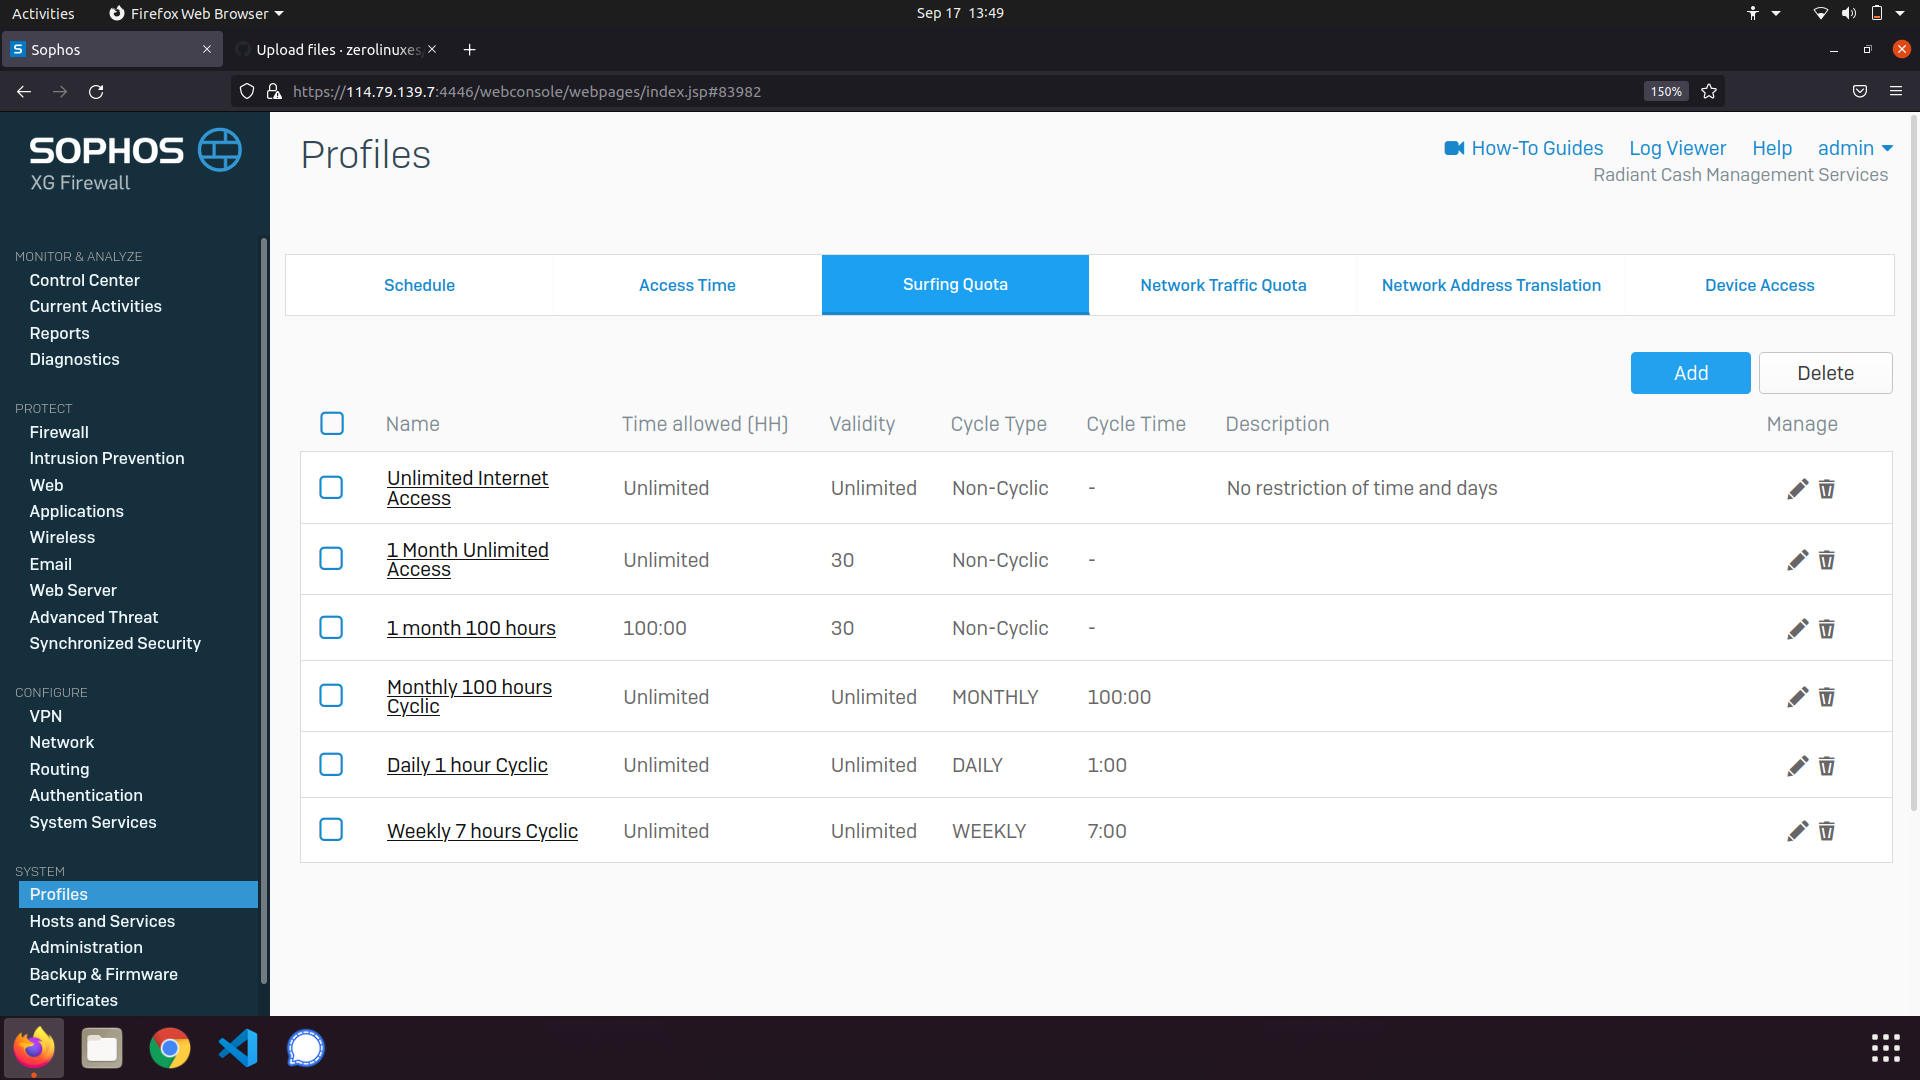 Activities
Firefox Web Browser
Sep 17 13:49
Sophos
Upload files · zerolinuxes
https://114.79.139.7:4446/webconsole/webpages/index.jsp#83982
150%
SOPHOS
XG Firewall
MONITOR & ANALYZE
Control Center
Current Activities
Reports
Diagnostics
PROTECT
Firewall
Intrusion Prevention
Web
Applications
Wireless
Email
Web Server
Advanced Threat
Synchronized Security
CONFIGURE
VPN
Network
Routing
Authentication
System Services
SYSTEM
Profiles
Hosts and Services
Administration
Backup & Firmware
Certificates
Profiles
How-To Guides Log Viewer Help admin
Radiant Cash Management Services
Schedule Access Time Surfing Quota Network Traffic Quota Network Address Translation Device Access
Add Delete
Name Time allowed (HH) Validity Cycle Type Cycle Time Description Manage
Unlimited Internet
Access
Unlimited Unlimited Non-Cyclic - No restriction of time and days
1 Month Unlimited
Access
Unlimited 30 Non-Cyclic -
1 month 100 hours 100:00 30 Non-Cyclic -
Monthly 100 hours
Cyclic
Unlimited Unlimited MONTHLY 100:00
Daily 1 hour Cyclic Unlimited Unlimited DAILY 1:00
Weekly 7 hours Cyclic Unlimited Unlimited WEEKLY 7:00